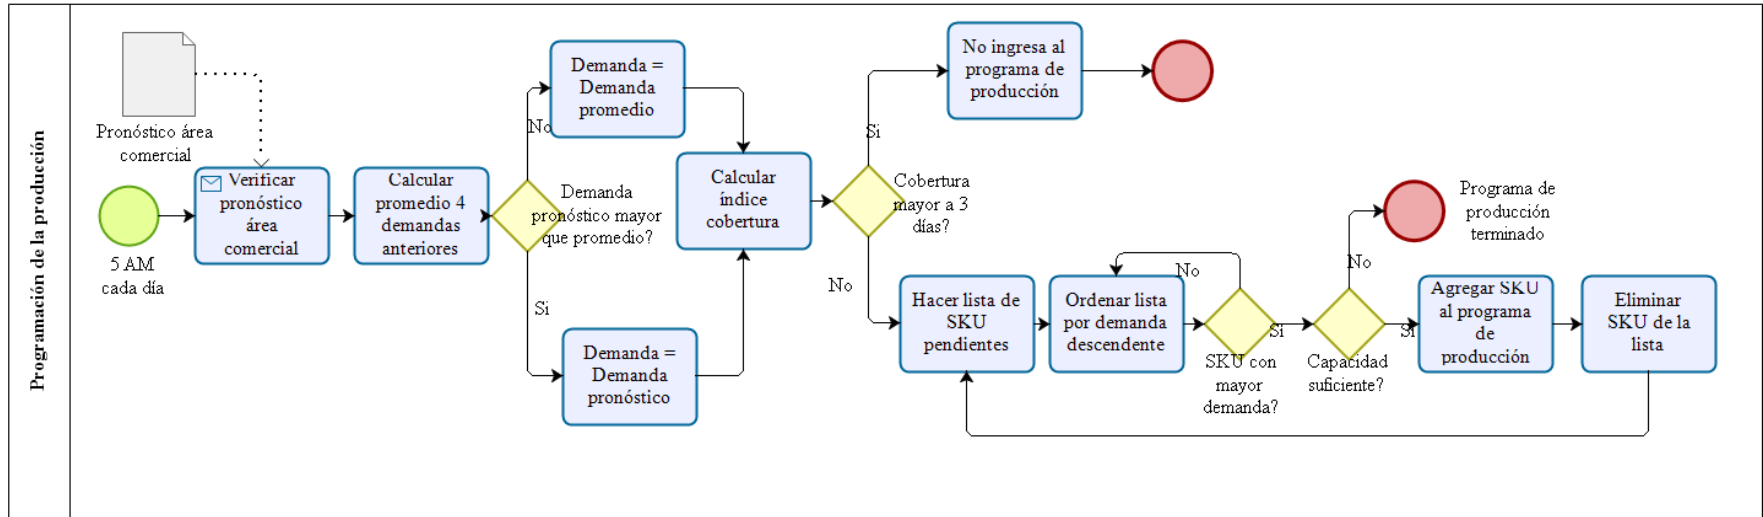 Programación de la producción
Pronóstico área
comercial
5 AM
cada día
Verificar
pronóstico
área
comercial
Calcular
promedio 4
demandas
anteriores
Demanda
pronóstico mayor
que promedio?
No
Si
Demanda =
Demanda
promedio
Demanda =
Demanda
pronóstico
Calcular
índice
cobertura
Cobertura
mayor a 3
días?
Si
No
No ingresa al
programa de
producción
Hacer lista de
SKU
pendientes
Ordenar lista
por demanda
descendente
No
Si
SKU con
mayor
demanda?
No
Si
Capacidad
suficiente?
Programa de
producción
terminado
Agregar SKU
al programa
de
producción
Eliminar
SKU de la
lista